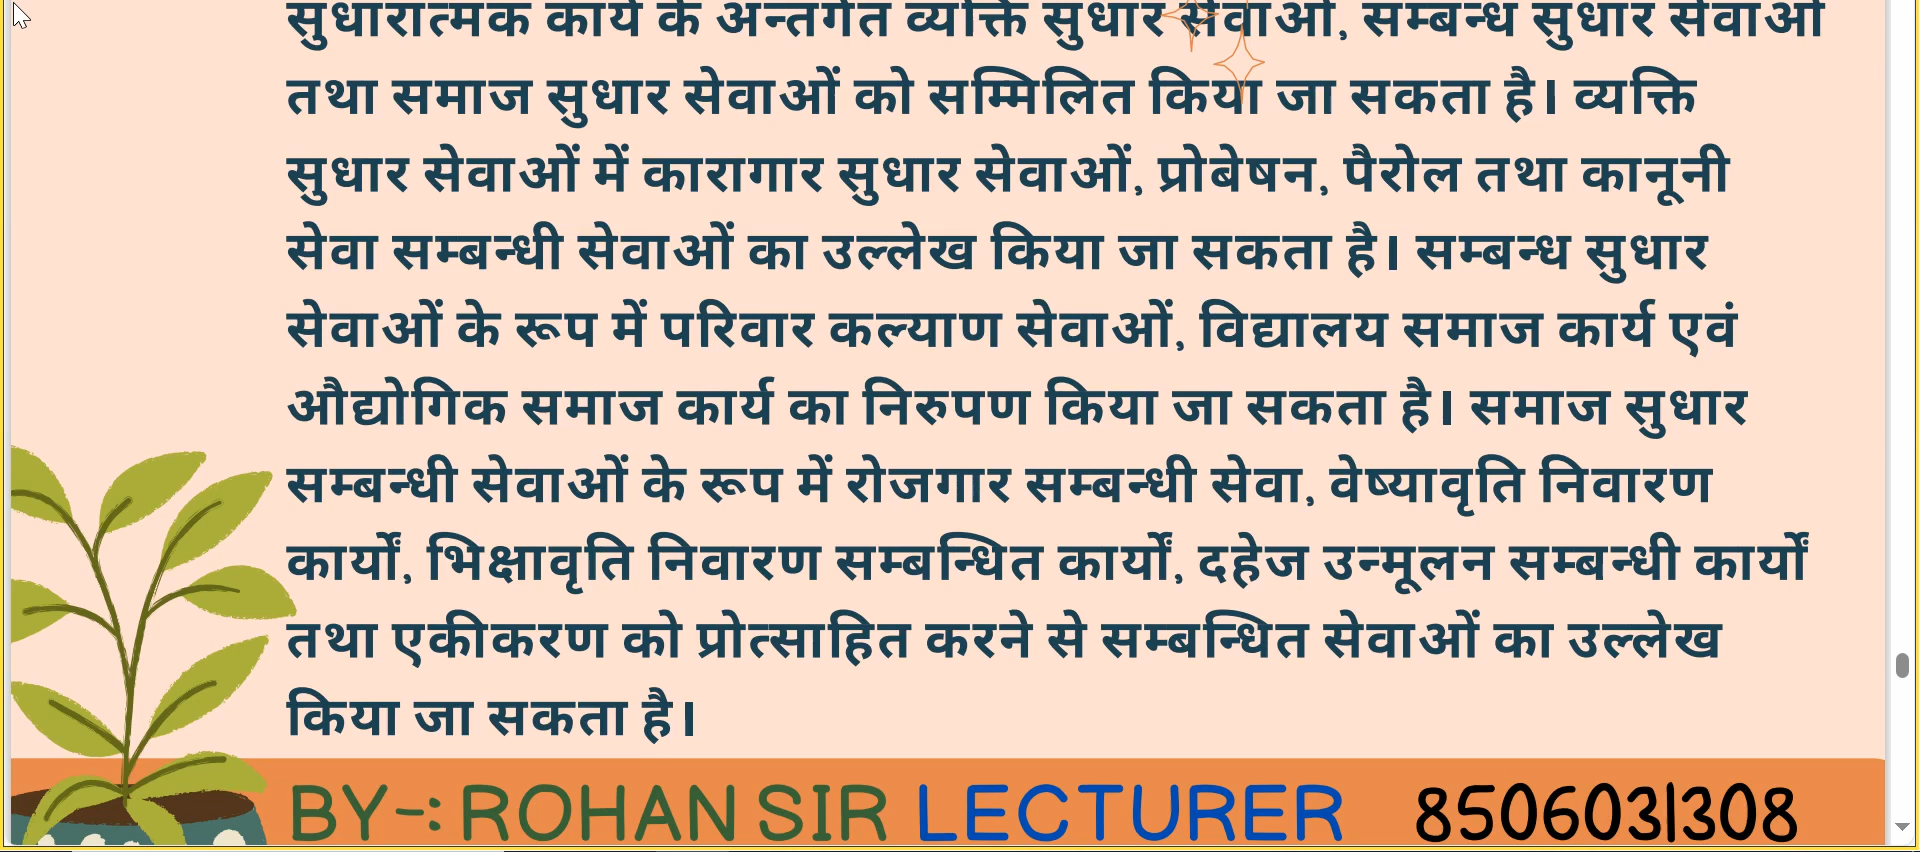 सुधारात्मक कार्य के अन्तर्गत व्यक्ति सुधार सेवाओं, सम्बन्ध सुधार सेवाओं
तथा समाज सुधार सेवाओं को सम्मिलित किया जा सकता है। व्यक्ति
सुधार सेवाओं में कारागार सुधार सेवाओं, प्रोबेषन, पैरोल तथा कानूनी
सेवा सम्बन्धी सेवाओं का उल्लेख किया जा सकता है। सम्बन्ध सुधार
सेवाओं के रूप में परिवार कल्याण सेवाओं, विद्यालय समाज कार्य एवं
औद्योगिक समाज कार्य का निरुपण किया जा सकता है। समाज सुधार
सम्बन्धी सेवाओं के रूप में रोजगार सम्बन्धी सेवा, वेष्यावृति निवारण
कार्यों, भिक्षावृति निवारण सम्बन्धित कार्यों, दहेज उन्मूलन सम्बन्धी कार्यों
तथा एकीकरण को प्रोत्साहित करने से सम्बन्धित सेवाओं का उल्लेख
किया जा सकता है।
BY-: ROHAN SIR LECTURER 8506031308